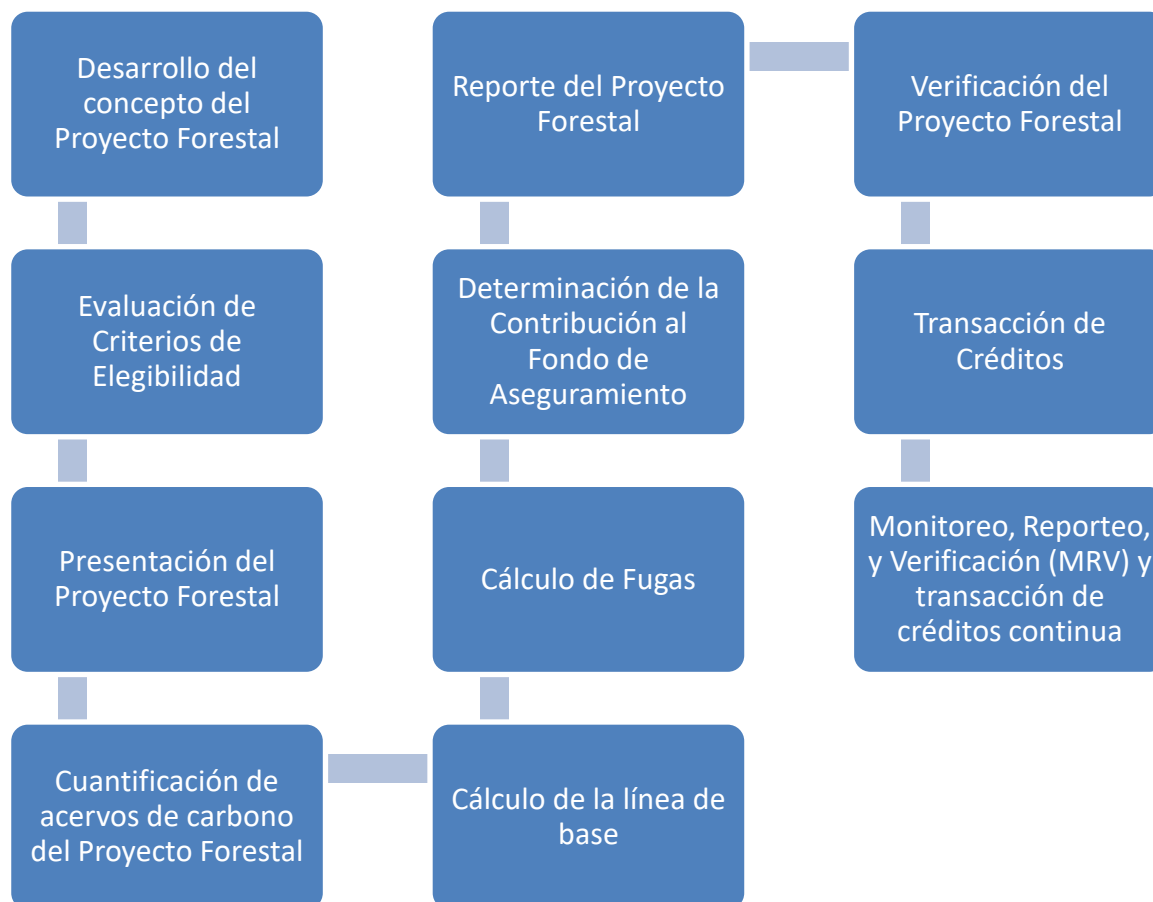 Desarrollo del
concepto del
Proyecto Forestal
Evaluación de
Criterios de
Elegibilidad
Presentación del
Proyecto Forestal
Cuantificación de
acervos de carbono
del Proyecto Forestal
Cálculo de la línea de
base
Cálculo de Fugas
Determinación de la
Contribución al
Fondo de
Aseguramiento
Reporte del Proyecto
Forestal
Verificación del
Proyecto Forestal
Transacción de
Créditos
Monitoreo, Reporteo,
y Verificación (MRV) y
transacción de
créditos continua